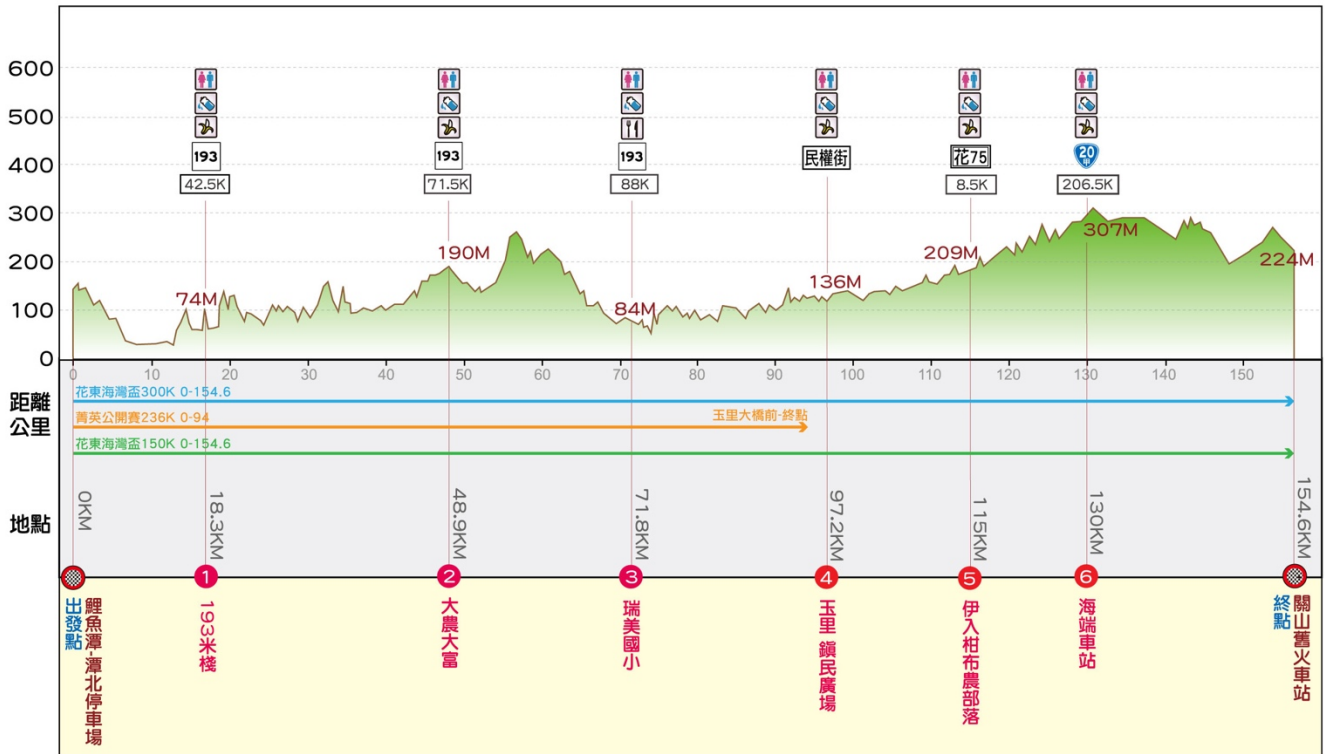 600
500
400
300
200
100
0
193
42.5K
193
71.5K
193
88K
民權街
花75
8.5K
20
甲
206.5K
74M
190M
84M
136M
209M
307M
224M
0 10 20 30 40 50 60 70 80 90 100 110 120 130 140 150
距離
公里
花東海灣盃300K 0-154.6
菁英公開賽236K 0-94
玉里大橋前-終點
花東海灣盃150K 0-154.6
地點
0KM
18.3KM
48.9KM
71.8KM
97.2KM
115KM
130KM
154.6KM
1
2
3
4
5
6
出發點
鯉魚潭-潭北停車場
193米棧
大農大富
瑞美國小
玉里 鎮民廣場
伊入柑布農部落
海端車站
終點
關山舊火車站